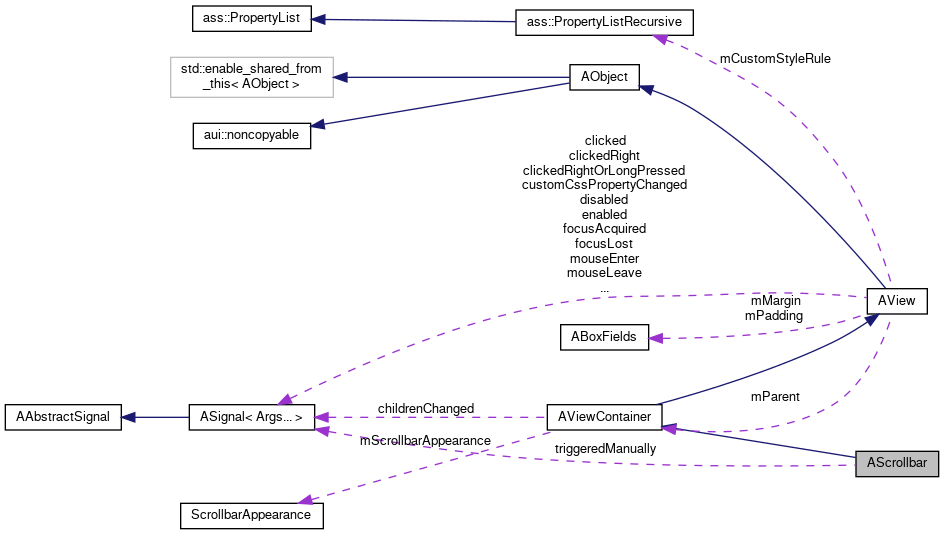 ass::PropertyList
ass::PropertyListRecursive
mCustomStyleRule
std::enable_shared_from
_this< AObject >
AObject
aui::noncopyable
clicked
clickedRight
clickedRightOrLongPressed
customCssPropertyChanged
disabled
enabled
focusAcquired
focusLost
mouseEnter
mouseLeave
...
AView
mMargin
mPadding
ABoxFields
mParent
AAbstractSignal
ASignal< Args... >
childrenChanged
AViewContainer
mScrollbarAppearance
triggeredManually
AScrollbar
ScrollbarAppearance